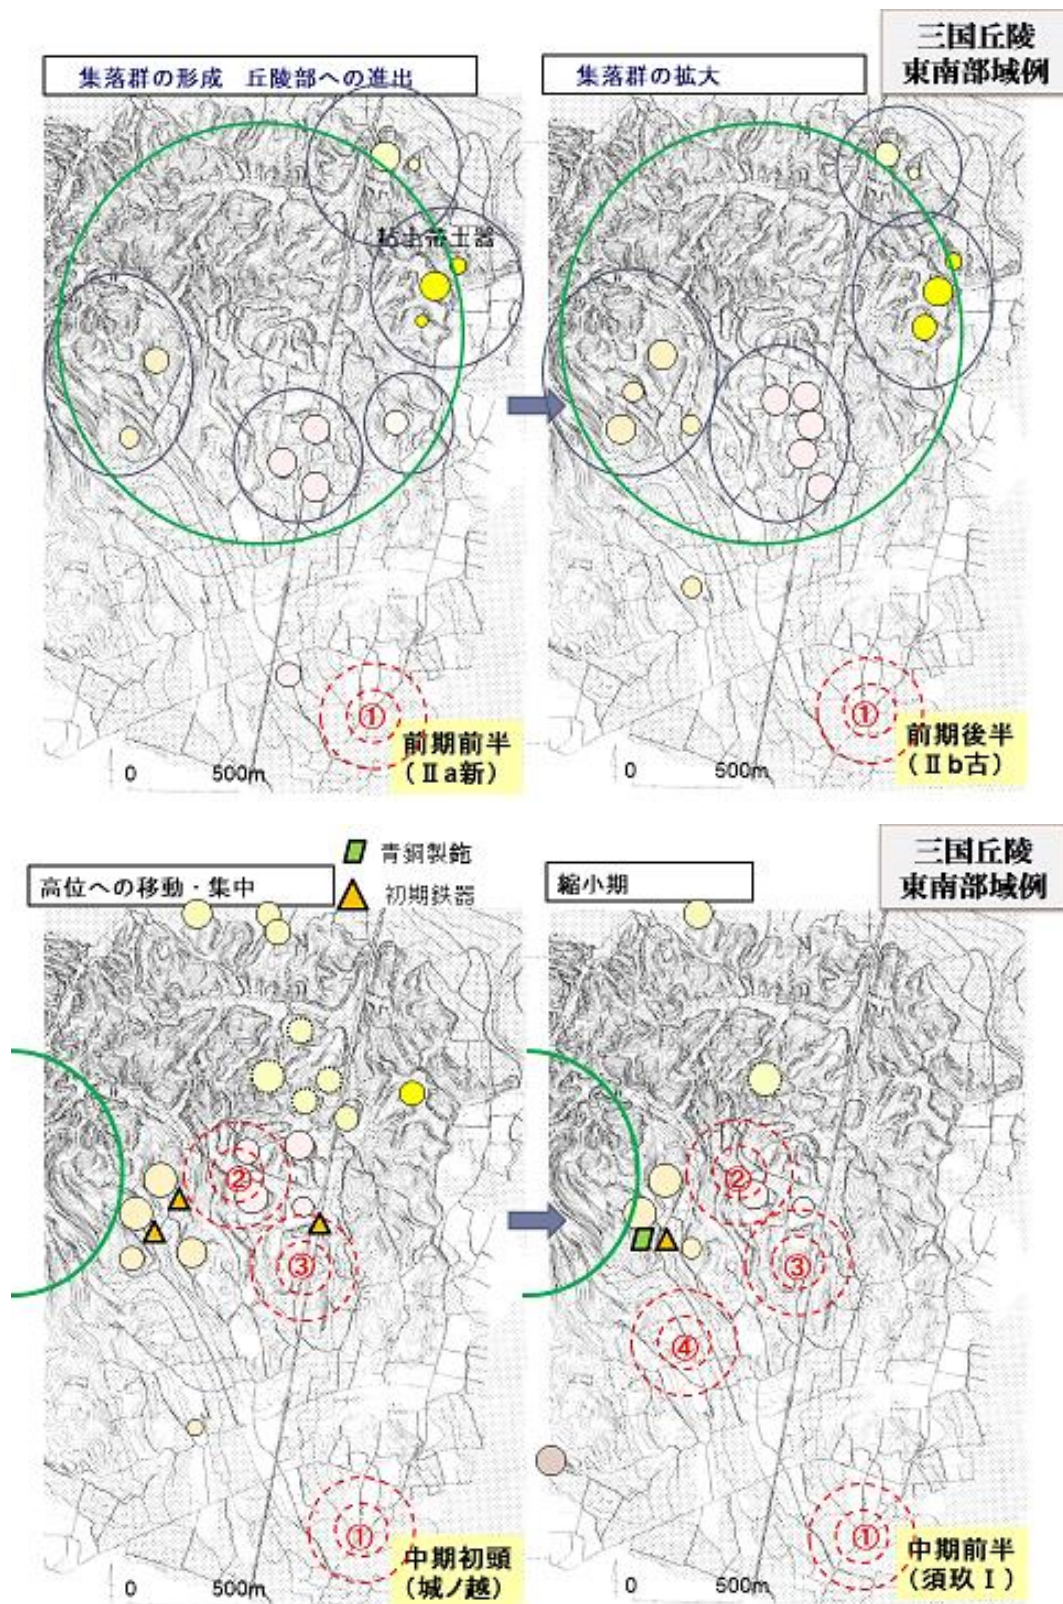 三国丘陵
東南部域例
集落群の形成 丘陵部への進出
集落群の拡大
粘土帯土器
①
前期前半
(Ⅱa新)
0 500m
①
前期後半
(Ⅱb古)
0 500m
青銅製鉇
初期鉄器
三国丘陵
東南部域例
高位への移動・集中
縮小期
②
③
①
中期初頭
(城ノ越)
0 500m
②
③
④
①
中期前半
(須玖Ⅰ)
0 500m